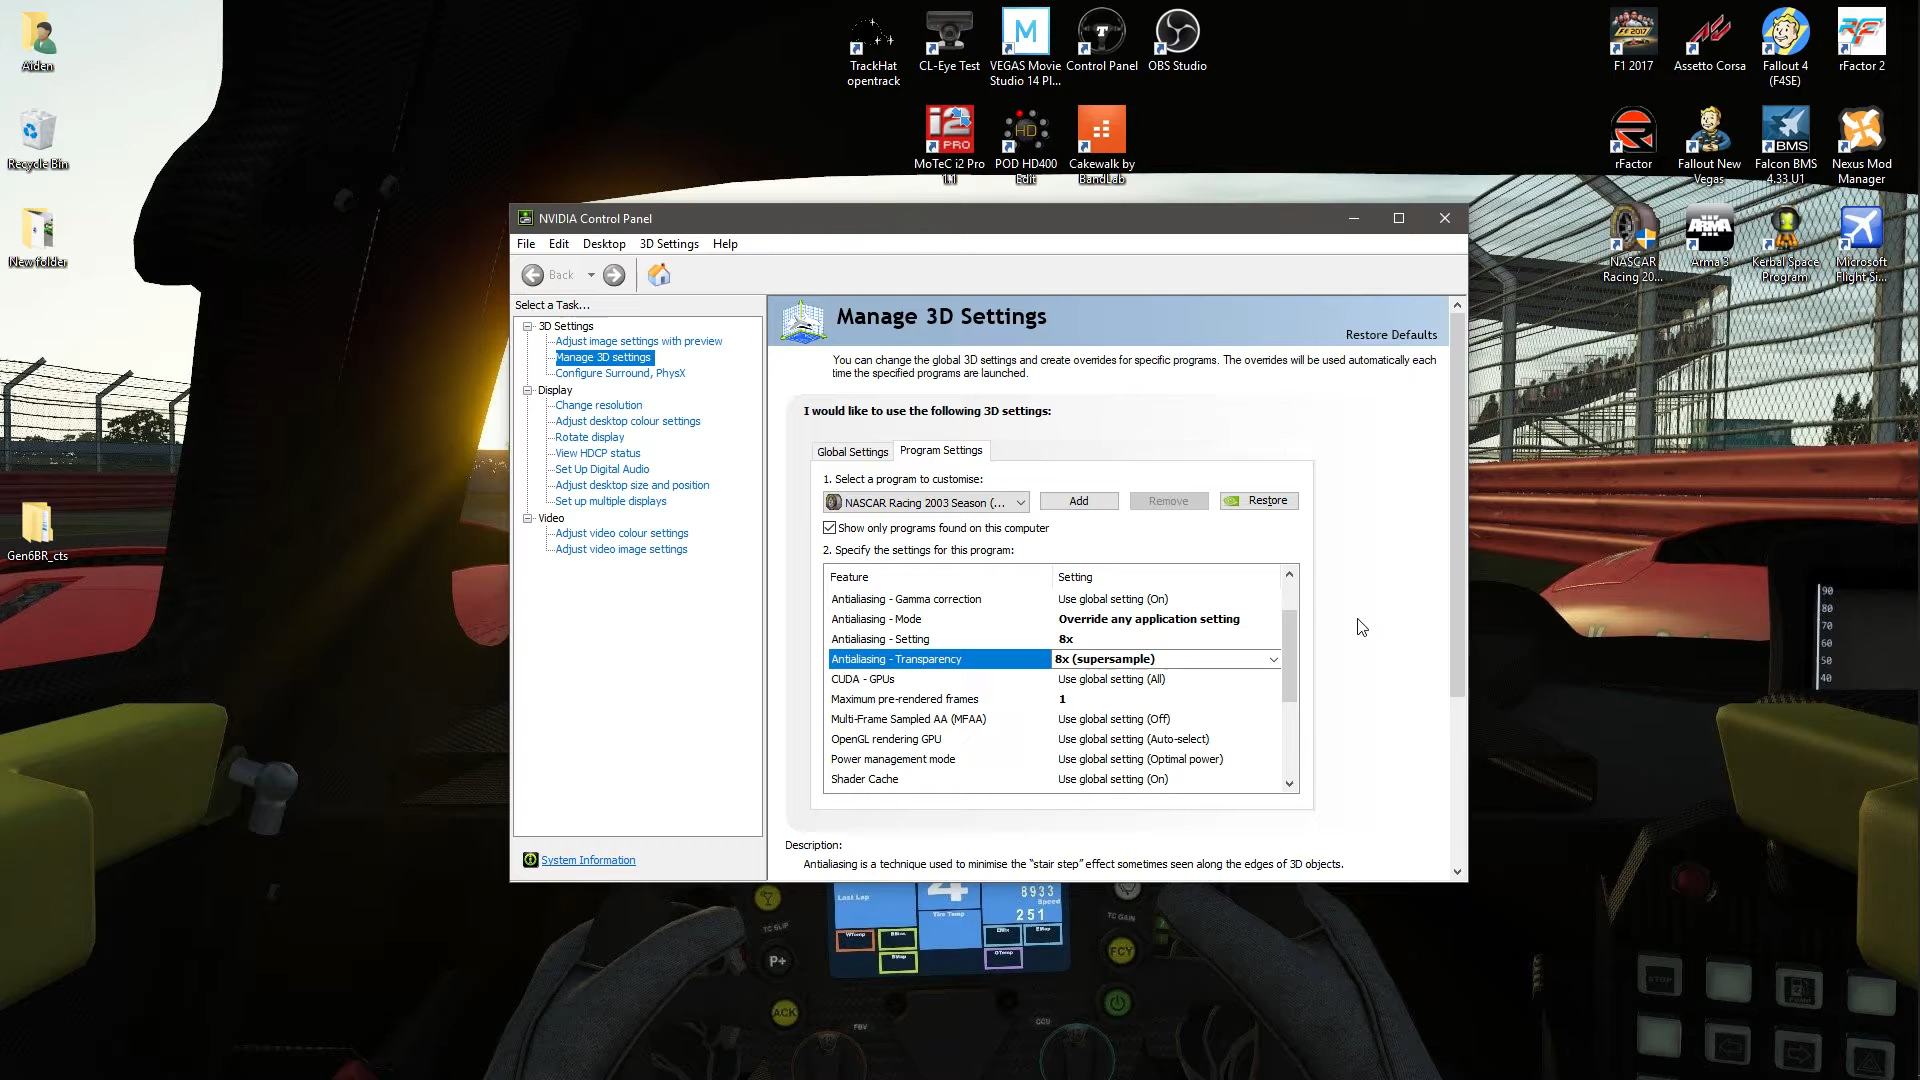 Aiden
Recycle Bin
New folder
Gen6BR_cts
TrackHat
opentrack
CL-Eye Test
VEGAS Movie
Studio 14 Pl...
Control Panel
OBS Studio
MoTeC i2 Pro
1.1
POD HD400
Edit
Cakewalk by
BandLab
F1 2017
Assetto Corsa
Fallout 4
(F4SE)
rFactor 2
rFactor
Fallout New
Vegas
Falcon BMS
4.33 U1
Nexus Mod
Manager
NASCAR
Racing 20...
Arma 3
Kerbal Space
Program
Microsoft
Flight Si...
NVIDIA Control Panel
File Edit Desktop 3D Settings Help
Back
Select a Task...
3D Settings
Adjust image settings with preview
Manage 3D settings
Configure Surround, PhysX
Display
Change resolution
Adjust desktop colour settings
Rotate display
View HDCP status
Set Up Digital Audio
Adjust desktop size and position
Set up multiple displays
Video
Adjust video colour settings
Adjust video image settings
System Information
Manage 3D Settings
Restore Defaults
You can change the global 3D settings and create overrides for specific programs. The overrides will be used automatically each
time the specified programs are launched.
I would like to use the following 3D settings:
Global Settings Program Settings
1. Select a program to customise:
NASCAR Racing 2003 Season (... Add Remove Restore
Show only programs found on this computer
2. Specify the settings for this program:
Feature Setting
Antialiasing - Gamma correction Use global setting (On)
Antialiasing - Mode Override any application setting
Antialiasing - Setting 8x
Antialiasing - Transparency 8x (supersample)
CUDA - GPUs Use global setting (All)
Maximum pre-rendered frames 1
Multi-Frame Sampled AA (MFAA) Use global setting (Off)
OpenGL rendering GPU Use global setting (Auto-select)
Power management mode Use global setting (Optimal power)
Shader Cache Use global setting (On)
Description:
Antialiasing is a technique used to minimise the “stair step” effect sometimes seen along the edges of 3D objects.
90
80
70
60
50
40
Last Lap
4
8933
Speed
251
Tire Temp
TC SLIP
TC GAIN
P+
FCY
ACK
STOP